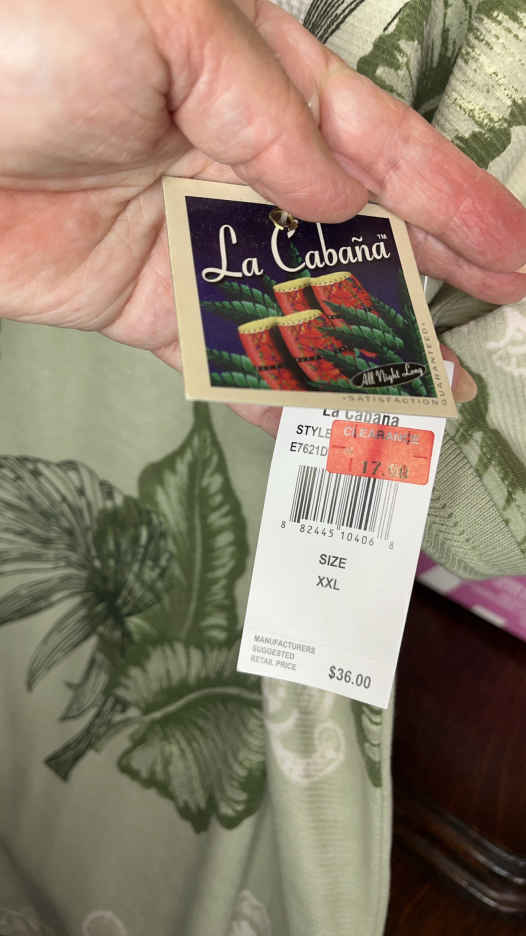 La Cabaña™
All Night Long
•SATISFACTION GUARANTEED•
La Cabana
STYLE
E7621D
CLEARANCE
17.98
8 82445 10406 8
SIZE
XXL
MANUFACTURERS
SUGGESTED
RETAIL PRICE
$36.00